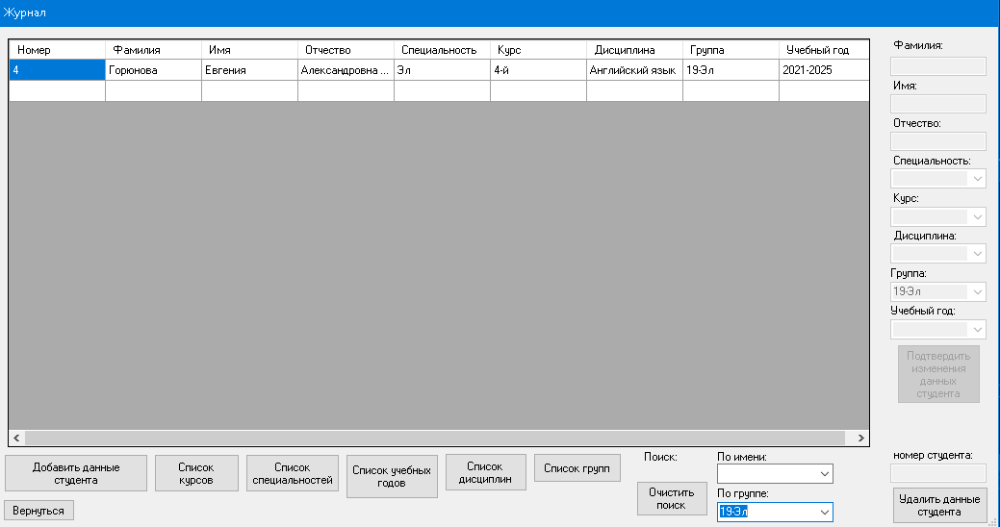 Журнал
Номер Фамилия Имя Отчество Специальность Курс Дисциплина Группа Учебный год
4 Горюнова Евгения Александровна ... Эл 4-й Английский язык 19-Эл 2021-2025
Фамилия:
Имя:
Отчество:
Специальность:
Курс:
Дисциплина:
Группа:
19-Эл
Учебный год:
Подтвердить
изменения
данных
студента
номер студента:
Удалить данные
студента
Добавить данные
студента
Список
курсов
Список
специальностей
Список учебных
годов
Список
дисциплин
Список групп
Поиск:
По имени:
Очистить
поиск
По группе:
19-Эл
Вернуться